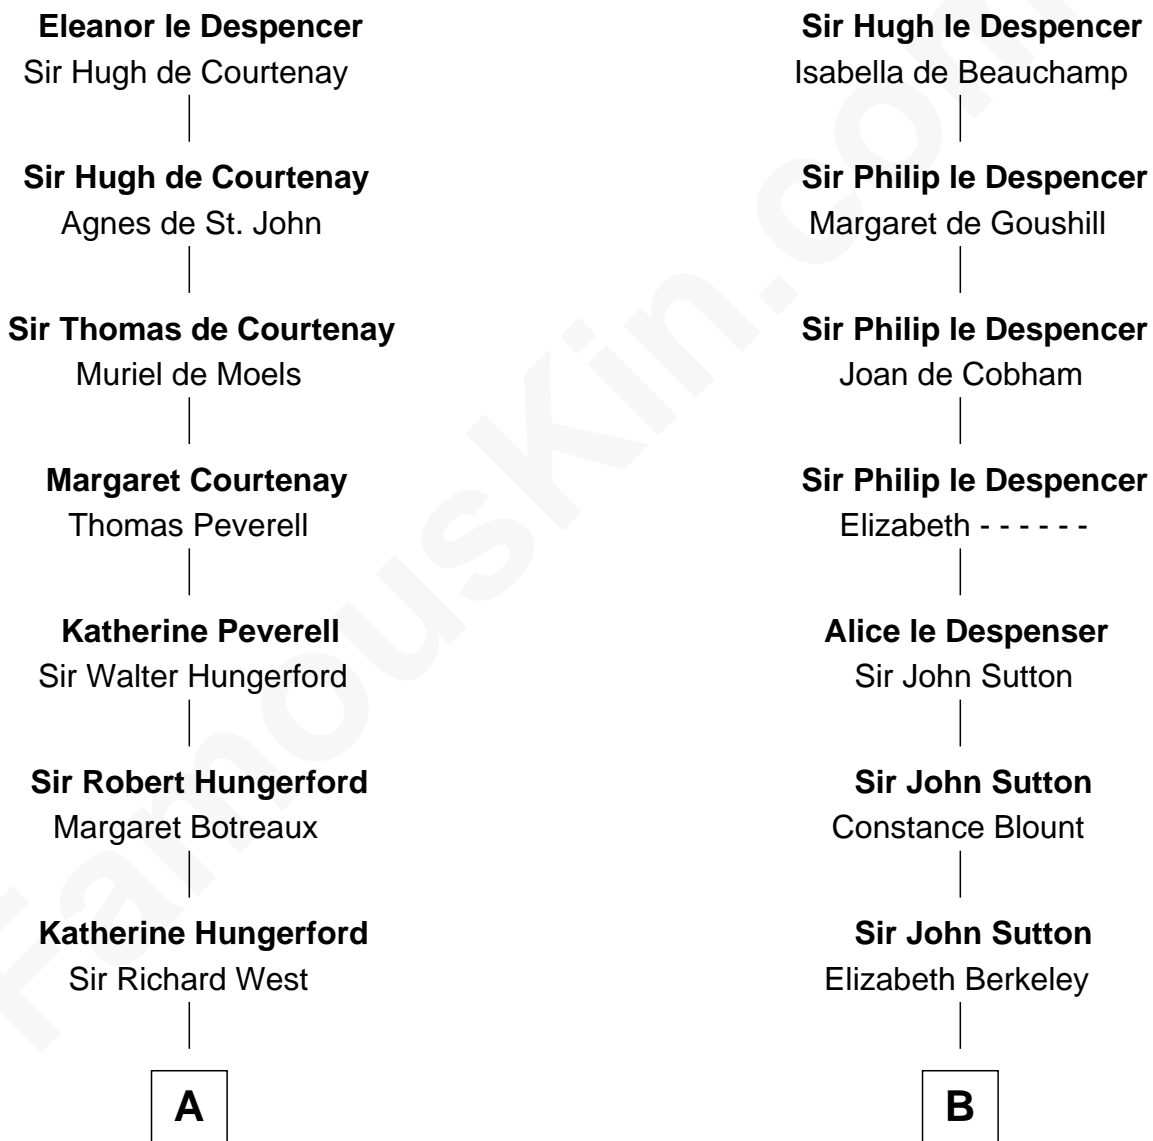 Eleanor le Despencer
Sir Hugh de Courtenay
Sir Hugh de Courtenay
Agnes de St. John
Sir Thomas de Courtenay
Muriel de Moels
Margaret Courtenay
Thomas Peverell
Katherine Peverell
Sir Walter Hungerford
Sir Robert Hungerford
Margaret Botreaux
Katherine Hungerford
Sir Richard West
A
Sir Hugh le Despencer
Isabella de Beauchamp
Sir Philip le Despencer
Margaret de Goushill
Sir Philip le Despencer
Joan de Cobham
Sir Philip le Despencer
Elizabeth - - - - - -
Alice le Despenser
Sir John Sutton
Sir John Sutton
Constance Blount
Sir John Sutton
Elizabeth Berkeley
B
FamousKin.com